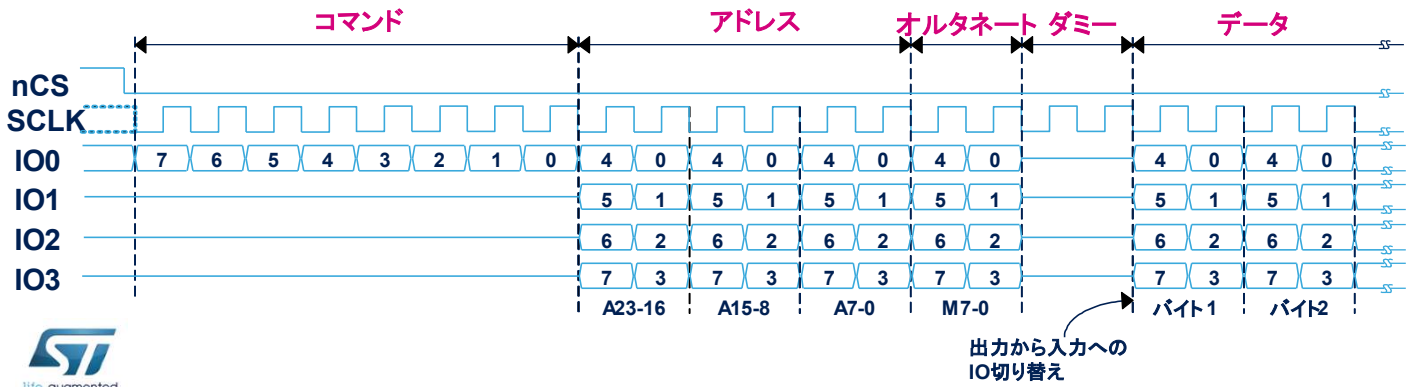 コマンド アドレス オルタネート ダミー データ
nCS
SCLK
IO0 7 6 5 4 3 2 1 0 4 0 4 0 4 0 4 0 4 0 4 0
IO1 5 1 5 1 5 1 5 1 5 1 5 1
IO2 6 2 6 2 6 2 6 2 6 2 6 2
IO3 7 3 7 3 7 3 7 3 7 3 7 3
A23-16 A15-8 A7-0 M7-0 バイト1 バイト2
出力から入力への
IO切り替え
ST
life.augmented